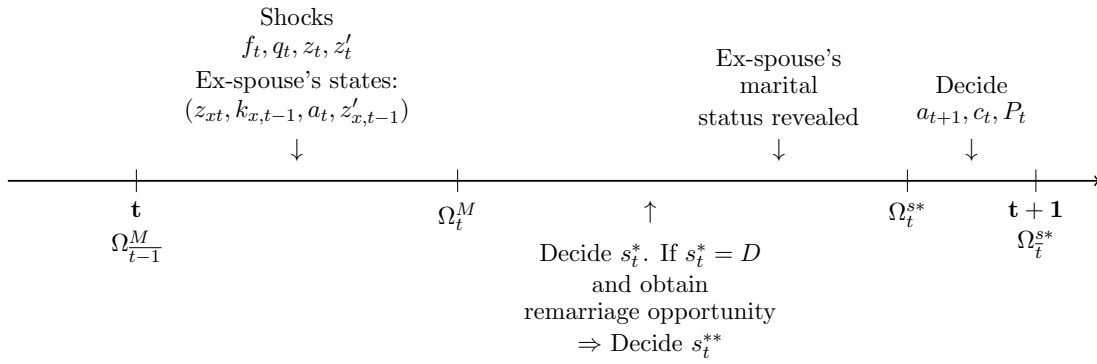 Shocks
f_t, q_t, z_t, z'_t
Ex-spouse's states:
(z_{xt}, k_{x,t−1}, a_t, z'_{x,t−1})
↓
Ex-spouse's
marital
status revealed
↓
Decide
a_{t+1}, c_t, P_t
↓
t
Ω^M_{\overline{t−1}}
Ω^M_t
↑
Decide s^*_t. If s^*_t = D
and obtain
remarriage opportunity
⇒ Decide s^{**}_t
Ω^{s*}_t
t + 1
Ω^{s*}_{\overline{t}}